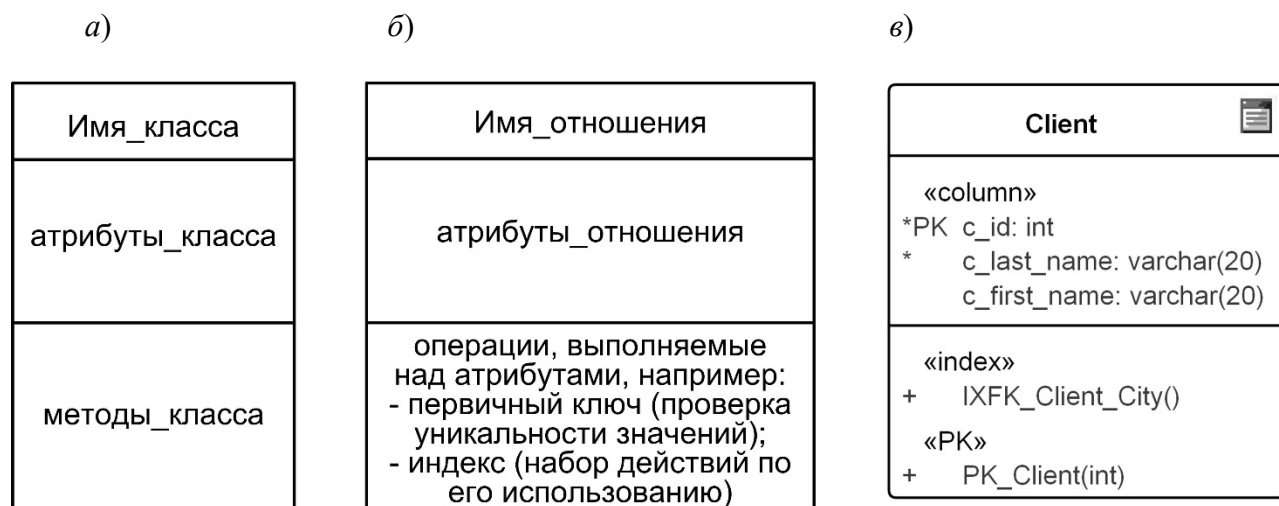 а)
б)
в)
Имя_класса
атрибуты_класса
методы_класса
Имя_отношения
атрибуты_отношения
операции, выполняемые
над атрибутами, например:
- первичный ключ (проверка
уникальности значений);
- индекс (набор действий по
его использованию)
Client
«column»
*PK c_id: int
* c_last_name: varchar(20)
c_first_name: varchar(20)
«index»
+ IXFK_Client_City()
«PK»
+ PK_Client(int)